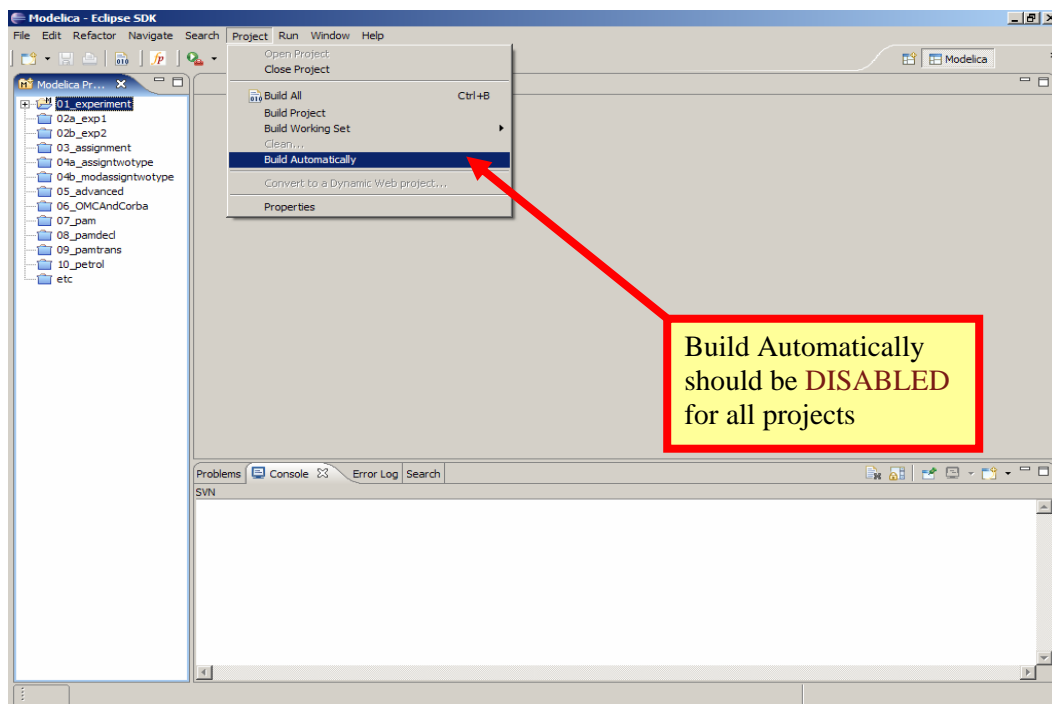 Modelica - Eclipse SDK
File Edit Refactor Navigate Search Project Run Window Help
Modelica
Modelica Pr...
01_experiment
02a_exp1
02b_exp2
03_assignment
04a_assigntwotype
04b_modassigntwotype
05_advanced
06_OMCAndCorba
07_pam
08_pamdecl
09_pamtrans
10_petrol
etc
Open Project
Close Project
Build All Ctrl+B
Build Project
Build Working Set
Clean...
Build Automatically
Convert to a Dynamic Web project...
Properties
Build Automatically
should be DISABLED
for all projects
Problems Console Error Log Search
SVN